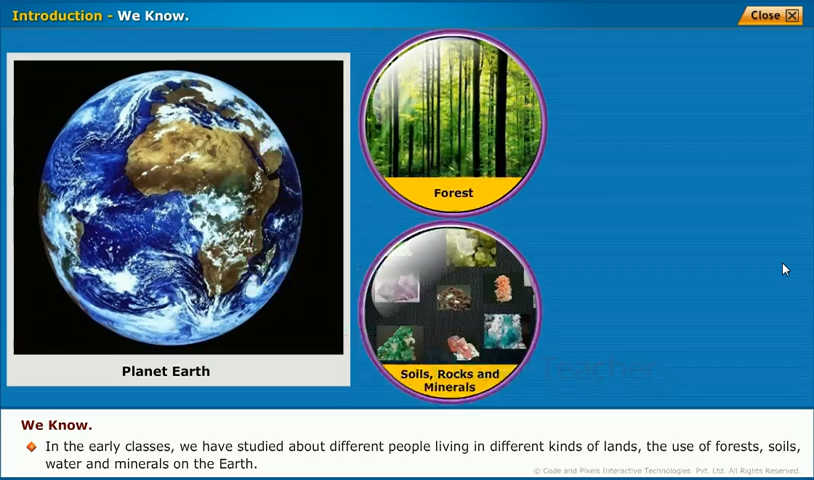 Introduction - We Know.
Close
Forest
Planet Earth
Soils, Rocks and
Minerals
Teacher
We Know.
In the early classes, we have studied about different people living in different kinds of lands, the use of forests, soils,
water and minerals on the Earth.
© Code and Pixels Interactive Technologies Pvt. Ltd. All Rights Reserved.